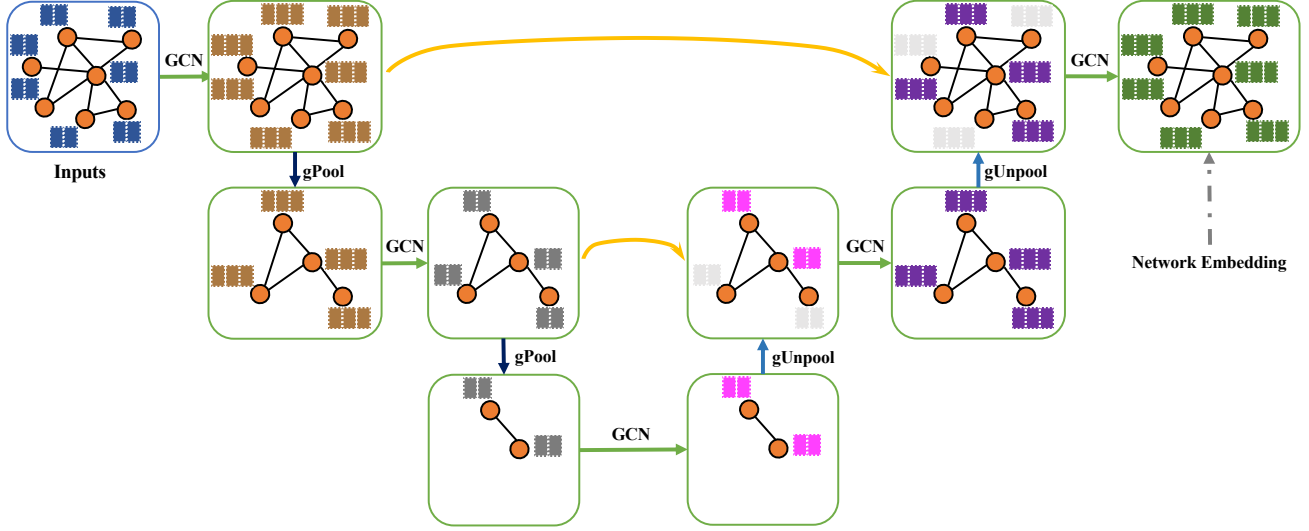 GCN
GCN
Inputs
gPool
gUnpool
GCN
GCN
Network Embedding
gPool
gUnpool
GCN